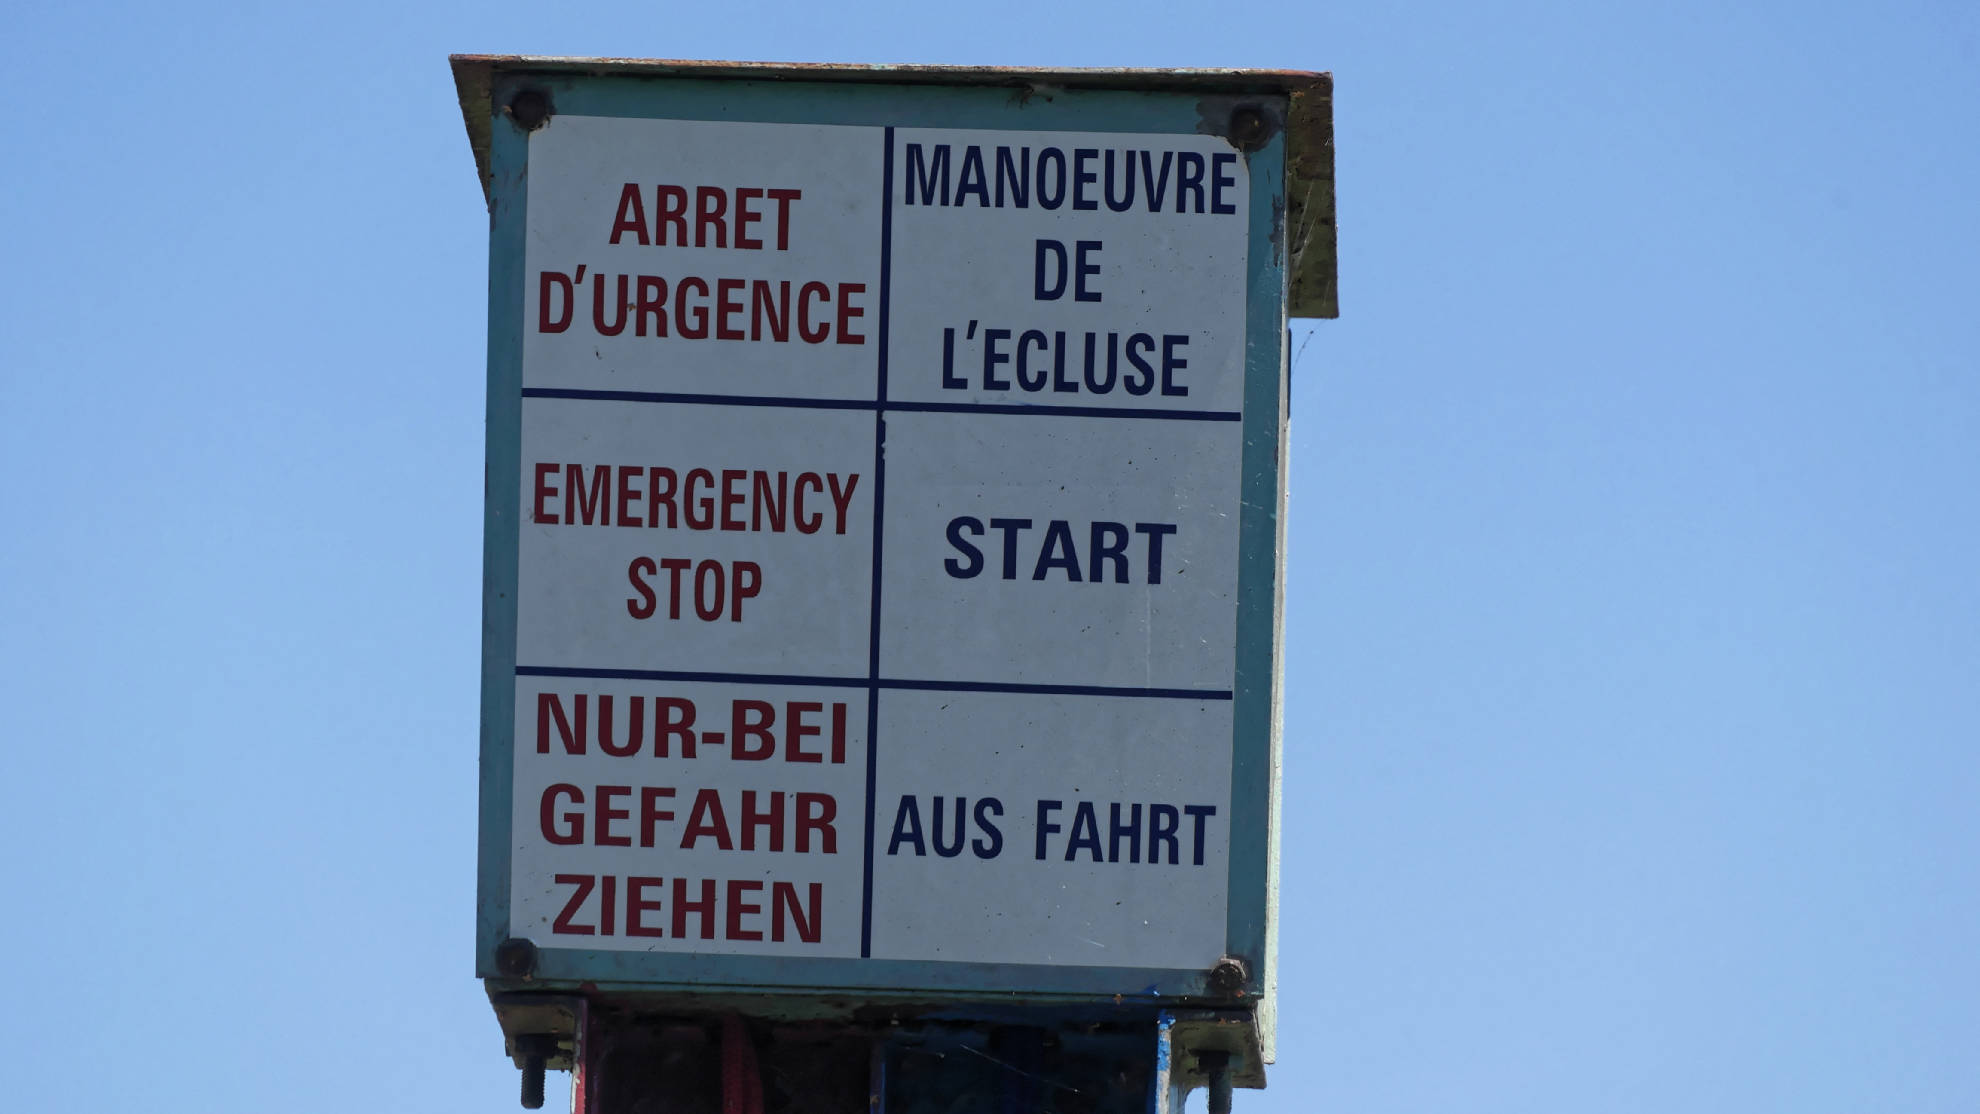 ARRET
D'URGENCE
MANOEUVRE
DE
L'ECLUSE
EMERGENCY
STOP
START
NUR-BEI
GEFAHR
ZIEHEN
AUS FAHRT